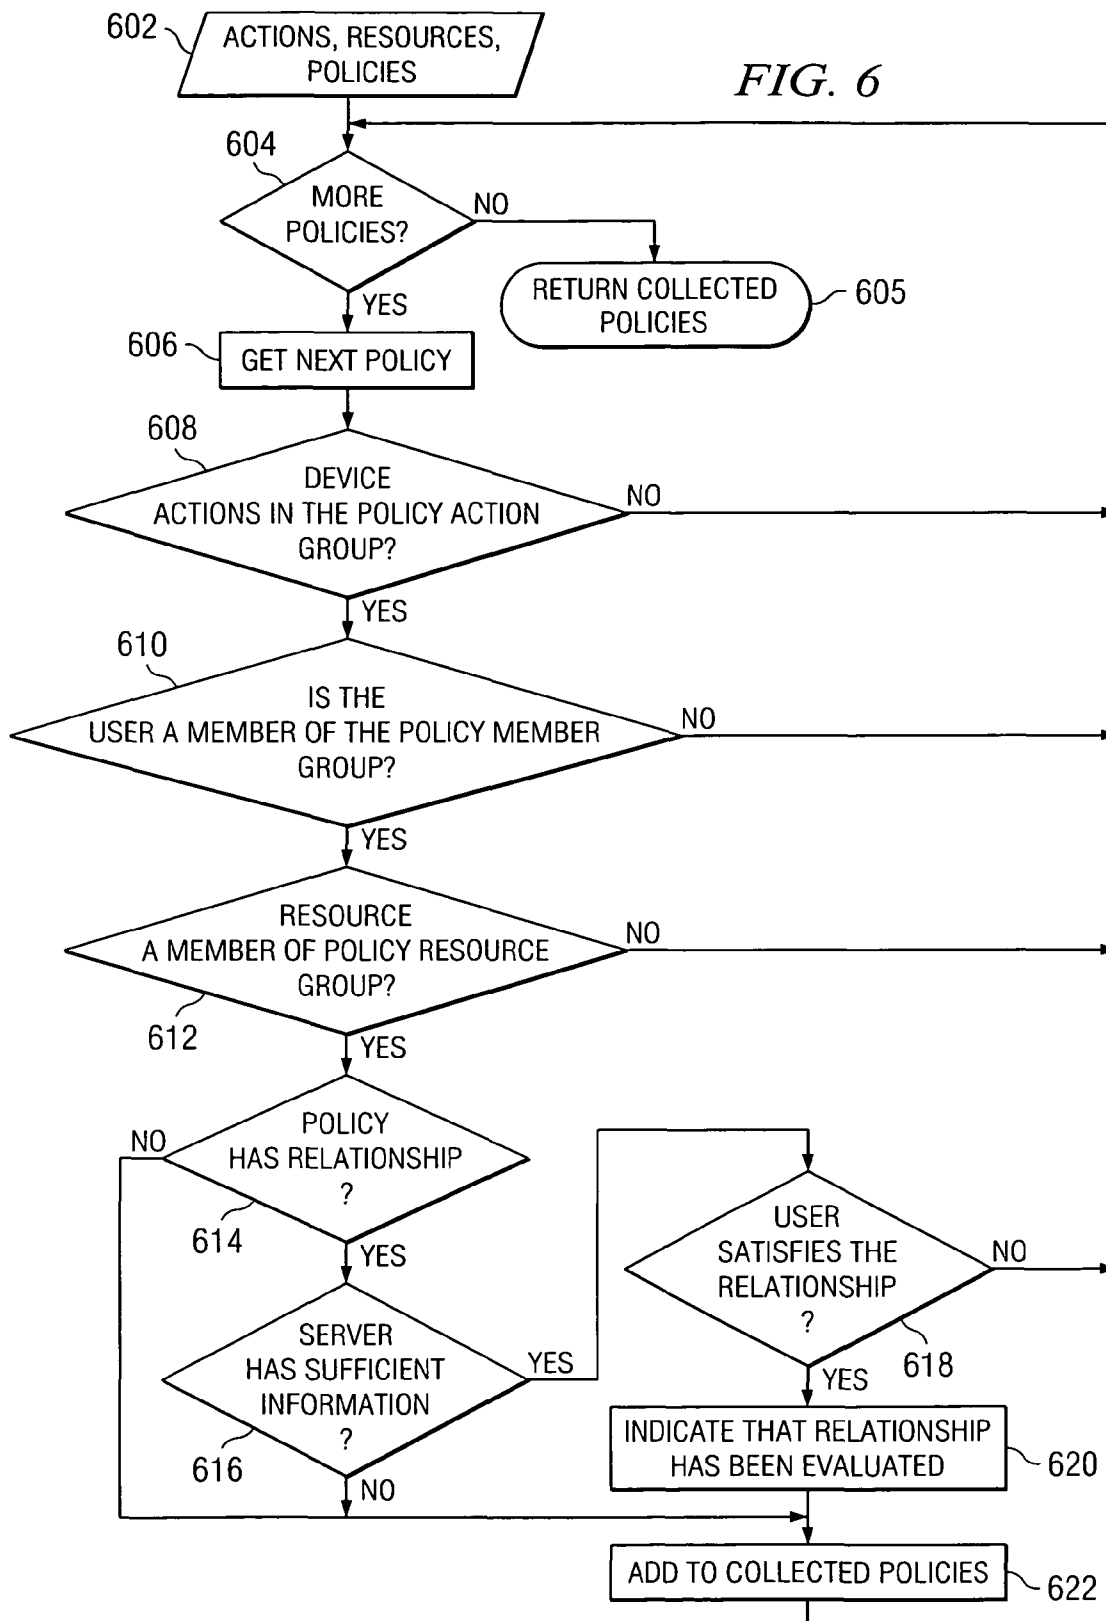 602
ACTIONS, RESOURCES,
POLICIES
FIG. 6
604
MORE
POLICIES?
NO
RETURN COLLECTED
POLICIES
605
YES
606
GET NEXT POLICY
608
DEVICE
ACTIONS IN THE POLICY ACTION
GROUP?
NO
YES
610
IS THE
USER A MEMBER OF THE POLICY MEMBER
GROUP?
NO
YES
RESOURCE
A MEMBER OF POLICY RESOURCE
GROUP?
NO
612
YES
POLICY
HAS RELATIONSHIP
?
NO
614
YES
SERVER
HAS SUFFICIENT
INFORMATION
?
YES
616
NO
USER
SATISFIES THE
RELATIONSHIP
?
NO
618
YES
INDICATE THAT RELATIONSHIP
HAS BEEN EVALUATED
620
ADD TO COLLECTED POLICIES
622